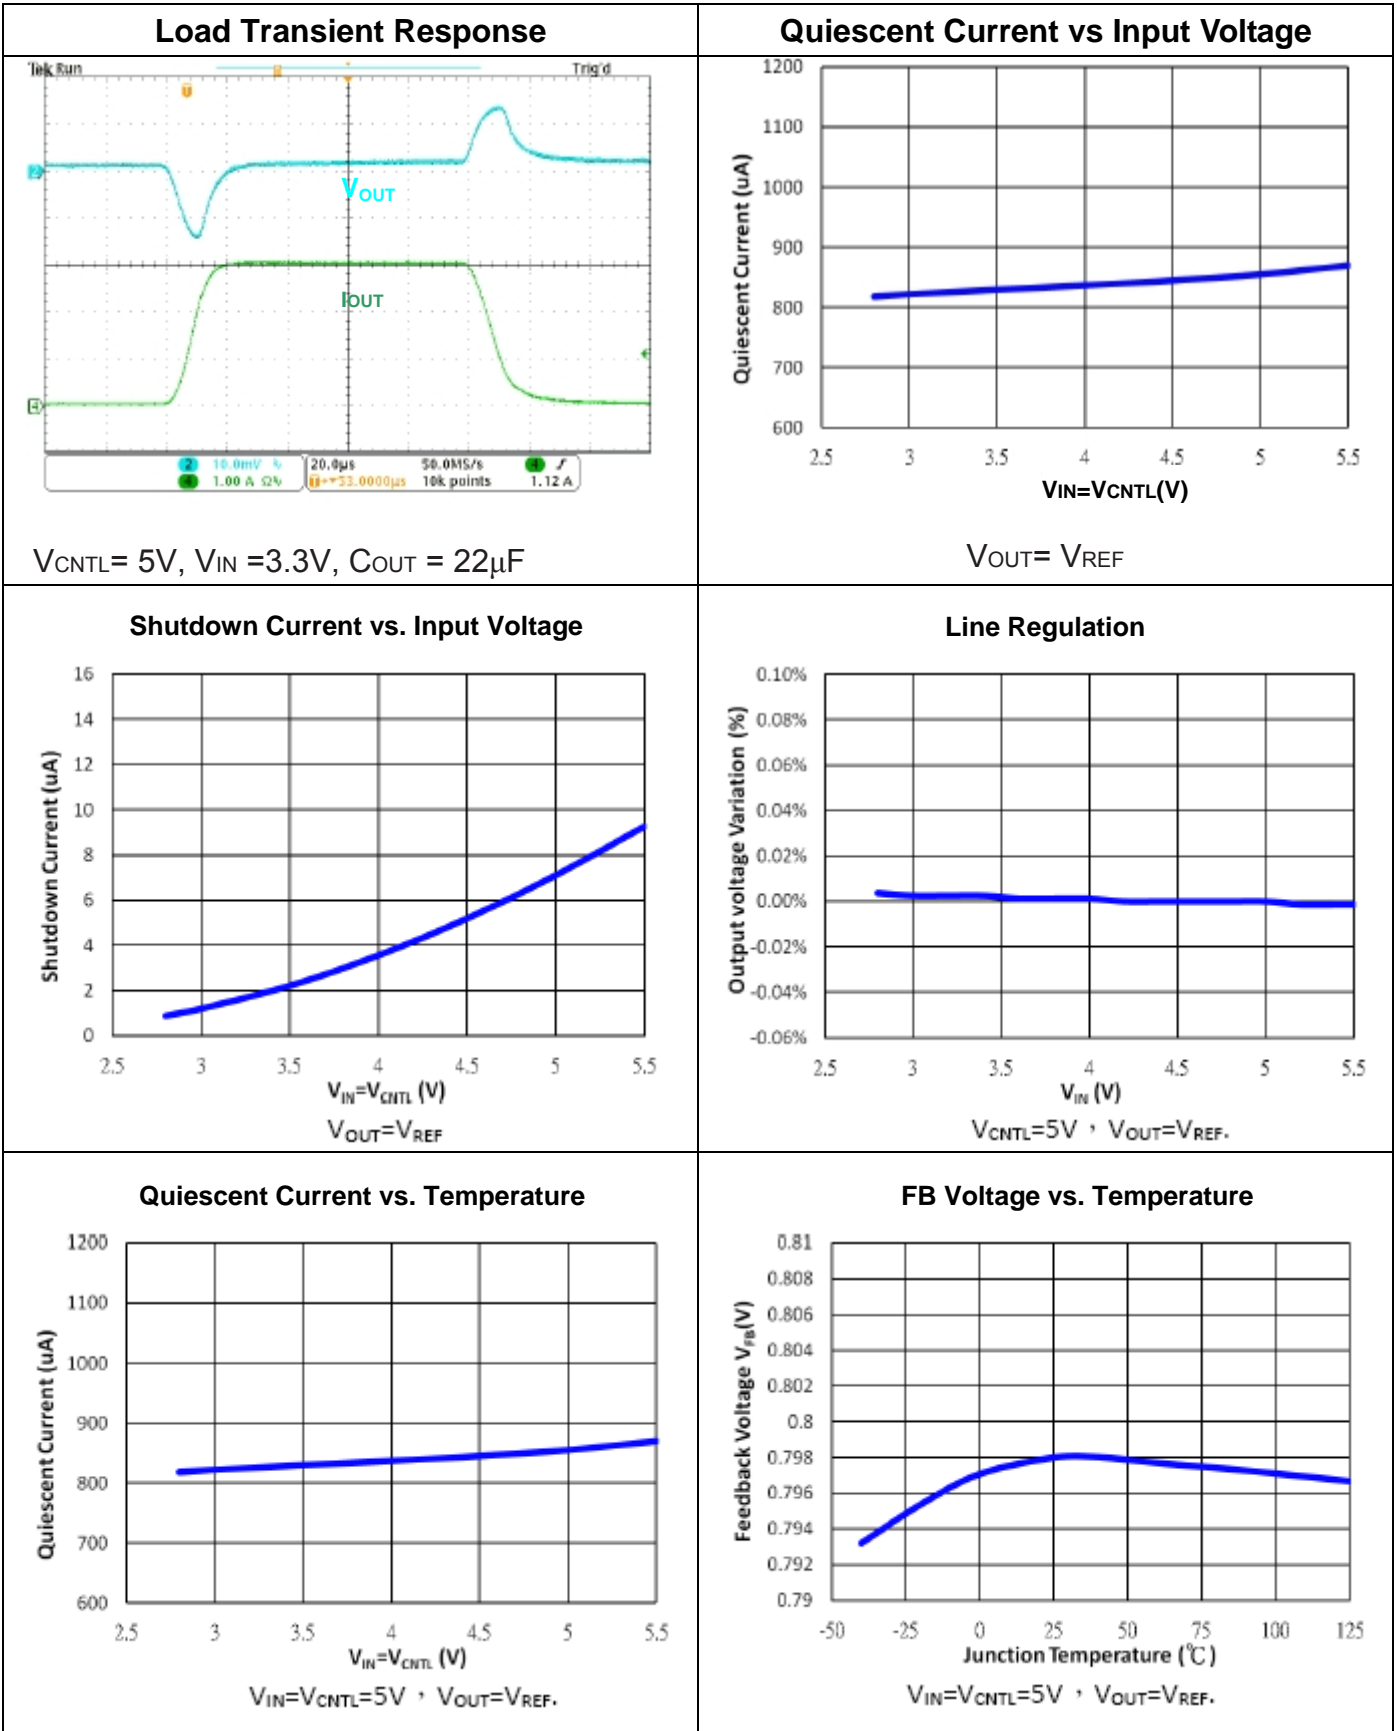 Load Transient Response
Tek Run Trig'd
VOUT
IOUT
2 10.0mV 20.0µs 50.0MS/s 4
4 1.00 A Ω 53.0000µs 10k points 1.12 A
VCNTL= 5V, VIN =3.3V, COUT = 22μF
Quiescent Current vs Input Voltage
Quiescent Current (uA)
1200
1100
1000
900
800
700
600
2.5 3 3.5 4 4.5 5 5.5
VIN=VCNTL(V)
VOUT= VREF
Shutdown Current vs. Input Voltage
Shutdown Current (uA)
16
14
12
10
8
6
4
2
0
2.5 3 3.5 4 4.5 5 5.5
VIN=VCNTL (V)
VOUT=VREF
Line Regulation
Output voltage Variation (%)
0.10%
0.08%
0.06%
0.04%
0.02%
0.00%
-0.02%
-0.04%
-0.06%
2.5 3 3.5 4 4.5 5 5.5
VIN (V)
VCNTL=5V , VOUT=VREF.
Quiescent Current vs. Temperature
Quiescent Current (uA)
1200
1100
1000
900
800
700
600
2.5 3 3.5 4 4.5 5 5.5
VIN=VCNTL (V)
VIN=VCNTL=5V , VOUT=VREF.
FB Voltage vs. Temperature
Feedback Voltage VFB(V)
0.81
0.808
0.806
0.804
0.802
0.8
0.798
0.796
0.794
0.792
0.79
-50 -25 0 25 50 75 100 125
Junction Temperature (℃)
VIN=VCNTL=5V , VOUT=VREF.